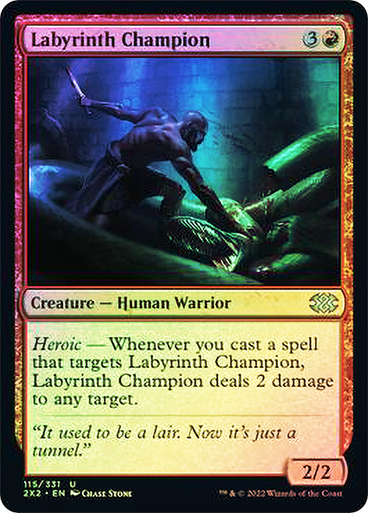 Labyrinth Champion 3
Creature — Human Warrior
Heroic — Whenever you cast a spell
that targets Labyrinth Champion,
Labyrinth Champion deals 2 damage
to any target.
"It used to be a lair. Now it's just a
tunnel."
2/2
115/331 U
2X2 • EN Chase Stone
™ & © 2022 Wizards of the Coast